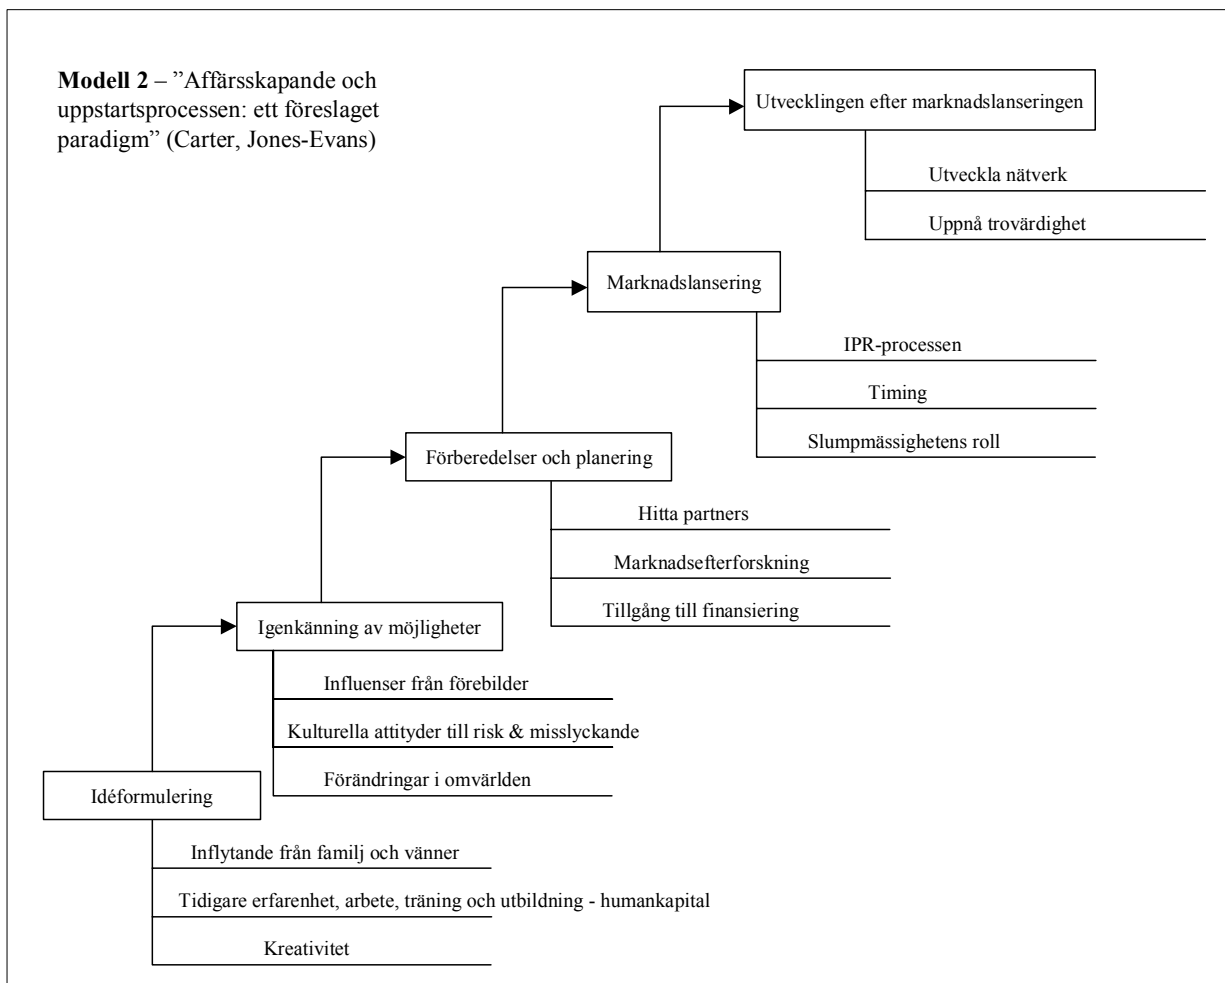 Modell 2 – ”Affärsskapande och
uppstartsprocessen: ett föreslaget
paradigm” (Carter, Jones-Evans)
Utvecklingen efter marknadslanseringen
Utveckla nätverk
Uppnå trovärdighet
Marknadslansering
IPR-processen
Timing
Slumpmässighetens roll
Förberedelser och planering
Hitta partners
Marknadsefterforskning
Tillgång till finansiering
Igenkänning av möjligheter
Influenser från förebilder
Kulturella attityder till risk & misslyckande
Förändringar i omvärlden
Idéformulering
Inflytande från familj och vänner
Tidigare erfarenhet, arbete, träning och utbildning - humankapital
Kreativitet